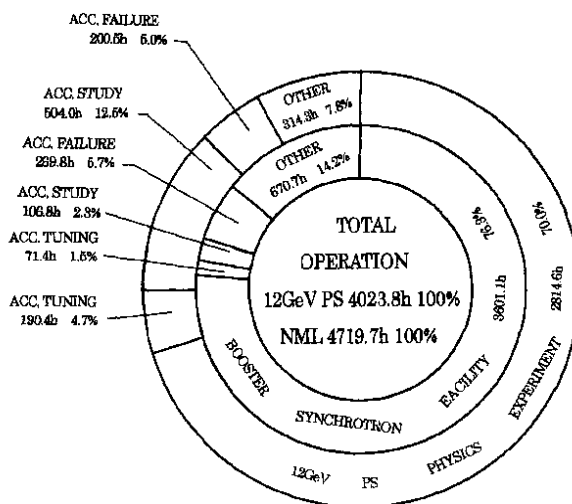 ACC. FAILURE
200.5h 5.0%
ACC. STUDY
504.0h 12.5%
ACC. FAILURE
269.8h 5.7%
ACC. STUDY
106.8h 2.3%
ACC. TUNING
71.4h 1.5%
ACC. TUNING
190.4h 4.7%
OTHER
314.3h 7.8%
OTHER
670.7h 14.2%
TOTAL
OPERATION
12GeV PS 4023.8h 100%
NML 4719.7h 100%
76.3%
3601.1h
70.0%
2814.6h
BOOSTER SYNCHROTRON EACILITY
12GeV PS PHYSICS EXPERIMENT